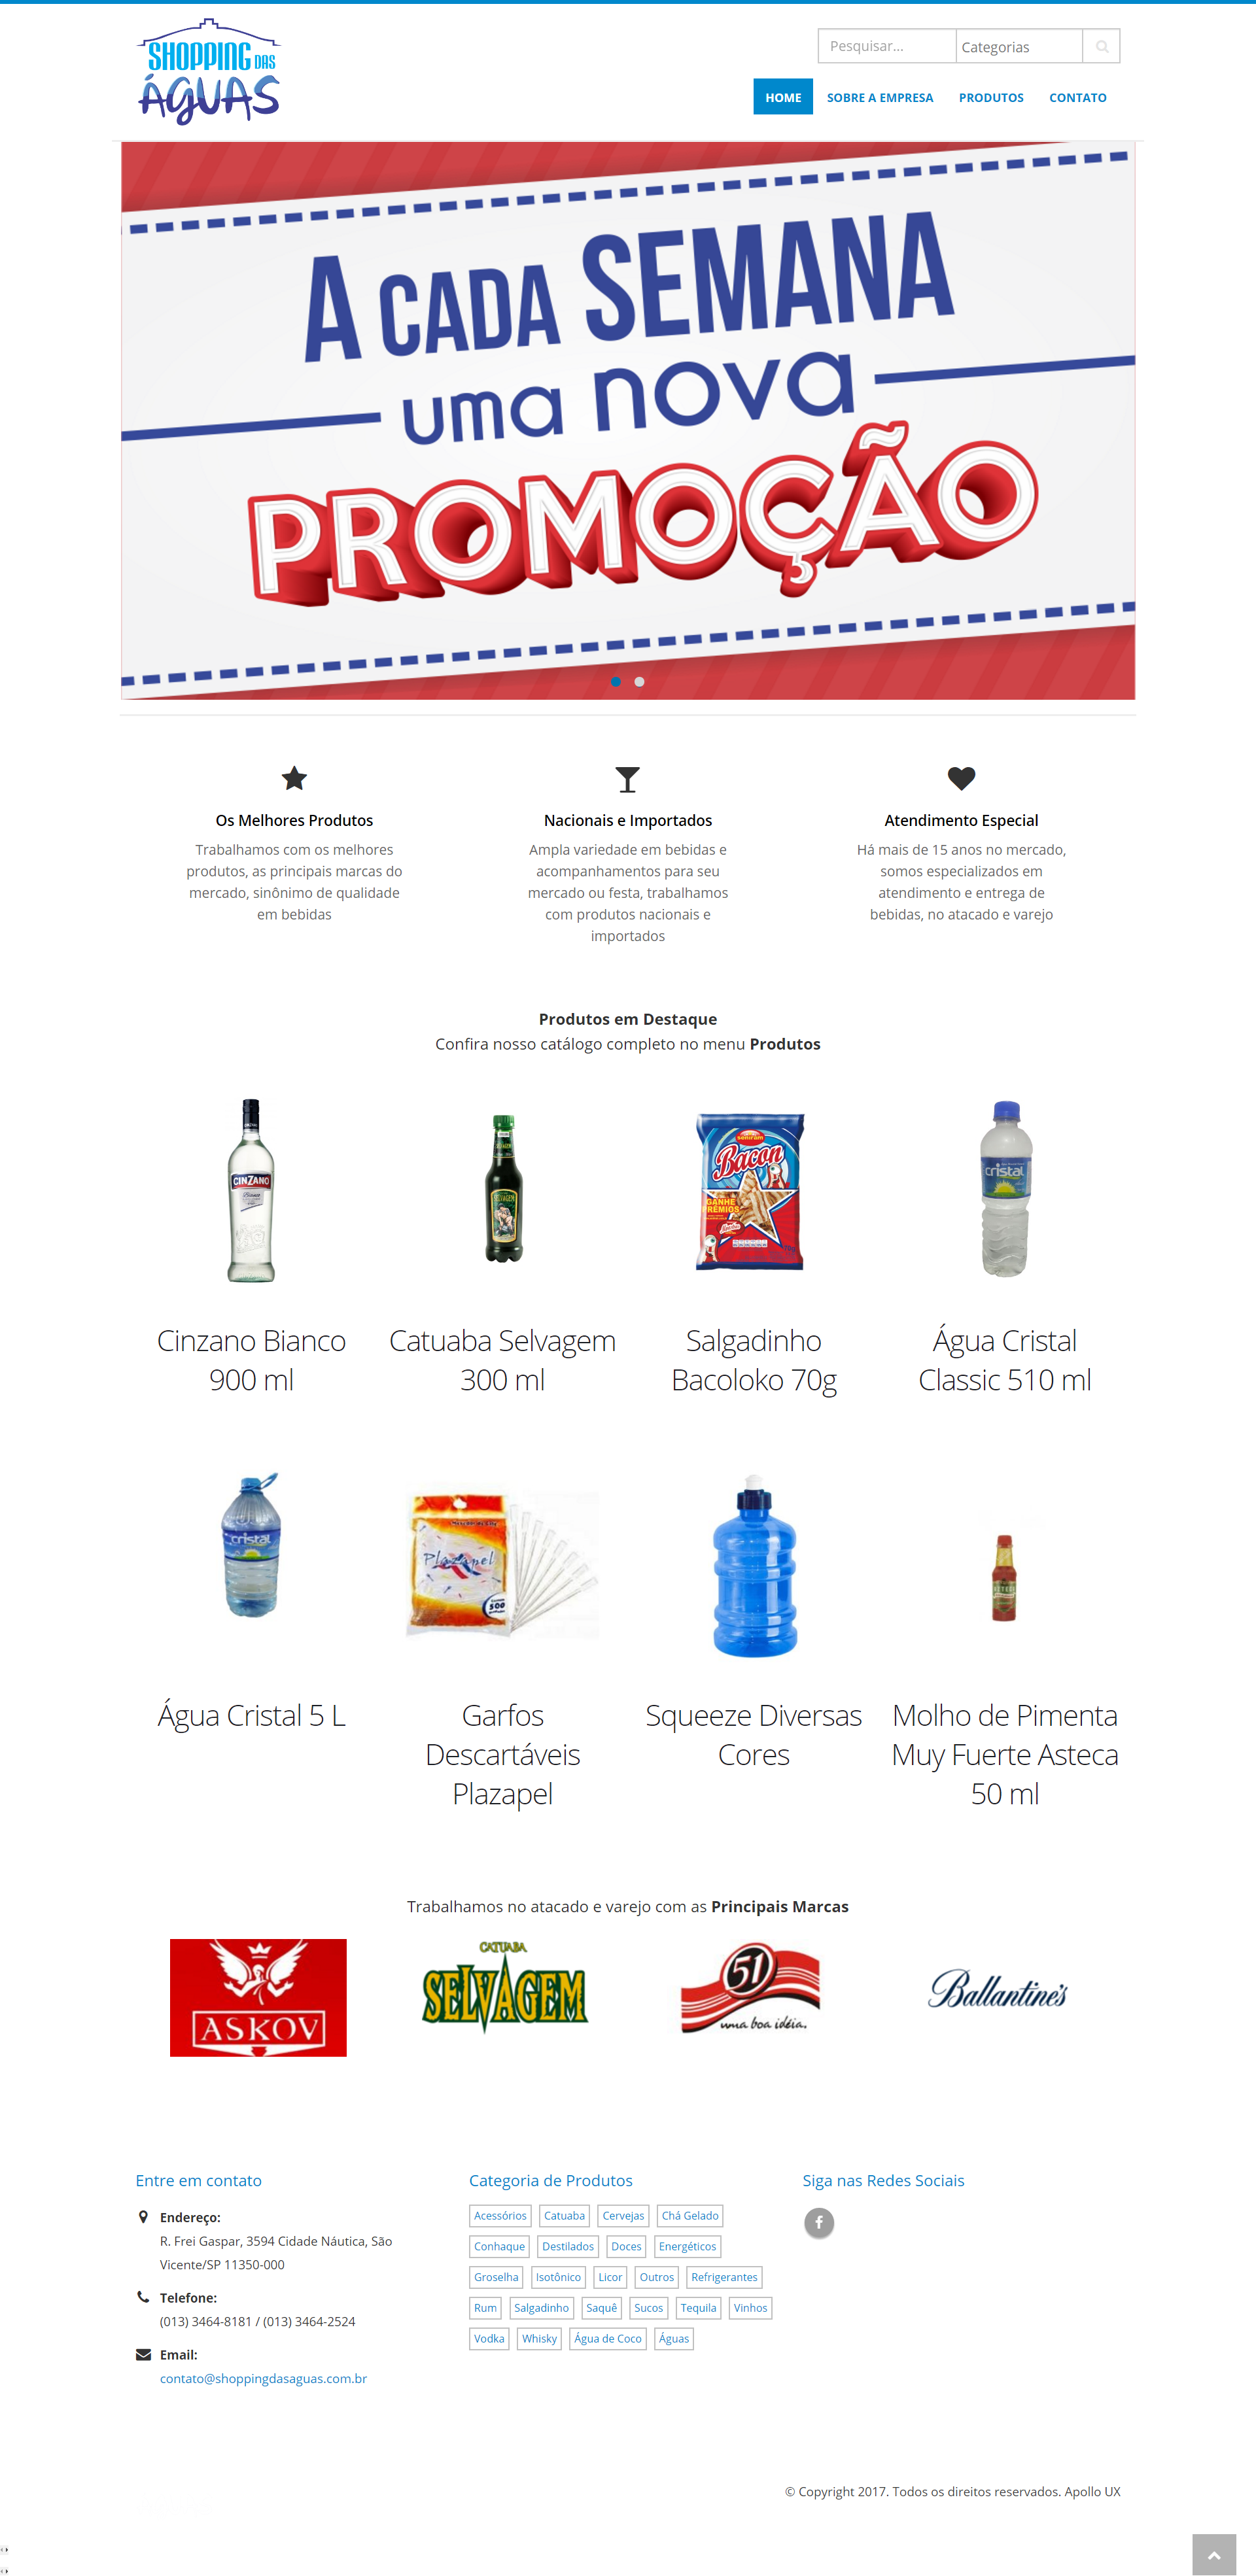 SHOPPING DAS
ÁGUAS
Pesquisar...
Categorias
HOME
SOBRE A EMPRESA
PRODUTOS
CONTATO
A CADA SEMANA
uma nova
PROMOÇÃO
Os Melhores Produtos
Trabalhamos com os melhores
produtos, as principais marcas do
mercado, sinônimo de qualidade
em bebidas
Nacionais e Importados
Ampla variedade em bebidas e
acompanhamentos para seu
mercado ou festa, trabalhamos
com produtos nacionais e
importados
Atendimento Especial
Há mais de 15 anos no mercado,
somos especializados em
atendimento e entrega de
bebidas, no atacado e varejo
Produtos em Destaque
Confira nosso catálogo completo no menu Produtos
CINZANO
Bianco
SELVAGEM
Bacon
GANHE
PRÊMIOS
cristal
Cinzano Bianco
900 ml
Catuaba Selvagem
300 ml
Salgadinho
Bacoloko 70g
Água Cristal
Classic 510 ml
cristal
Plazapel
500
Água Cristal 5 L
Garfos
Descartáveis
Plazapel
Squeeze Diversas
Cores
Molho de Pimenta
Muy Fuerte Asteca
50 ml
Trabalhamos no atacado e varejo com as Principais Marcas
ASKOV
CATUABA
SELVAGEM
51
uma boa idéia.
Ballantine's
Entre em contato
Endereço:
R. Frei Gaspar, 3594 Cidade Náutica, São
Vicente/SP 11350-000
Telefone:
(013) 3464-8181 / (013) 3464-2524
Email:
contato@shoppingdasaguas.com.br
Categoria de Produtos
Acessórios Catuaba Cervejas Chá Gelado
Conhaque Destilados Doces Energéticos
Groselha Isotônico Licor Outros Refrigerantes
Rum Salgadinho Saquê Sucos Tequila Vinhos
Vodka Whisky Água de Coco Águas
Siga nas Redes Sociais
© Copyright 2017. Todos os direitos reservados. Apollo UX